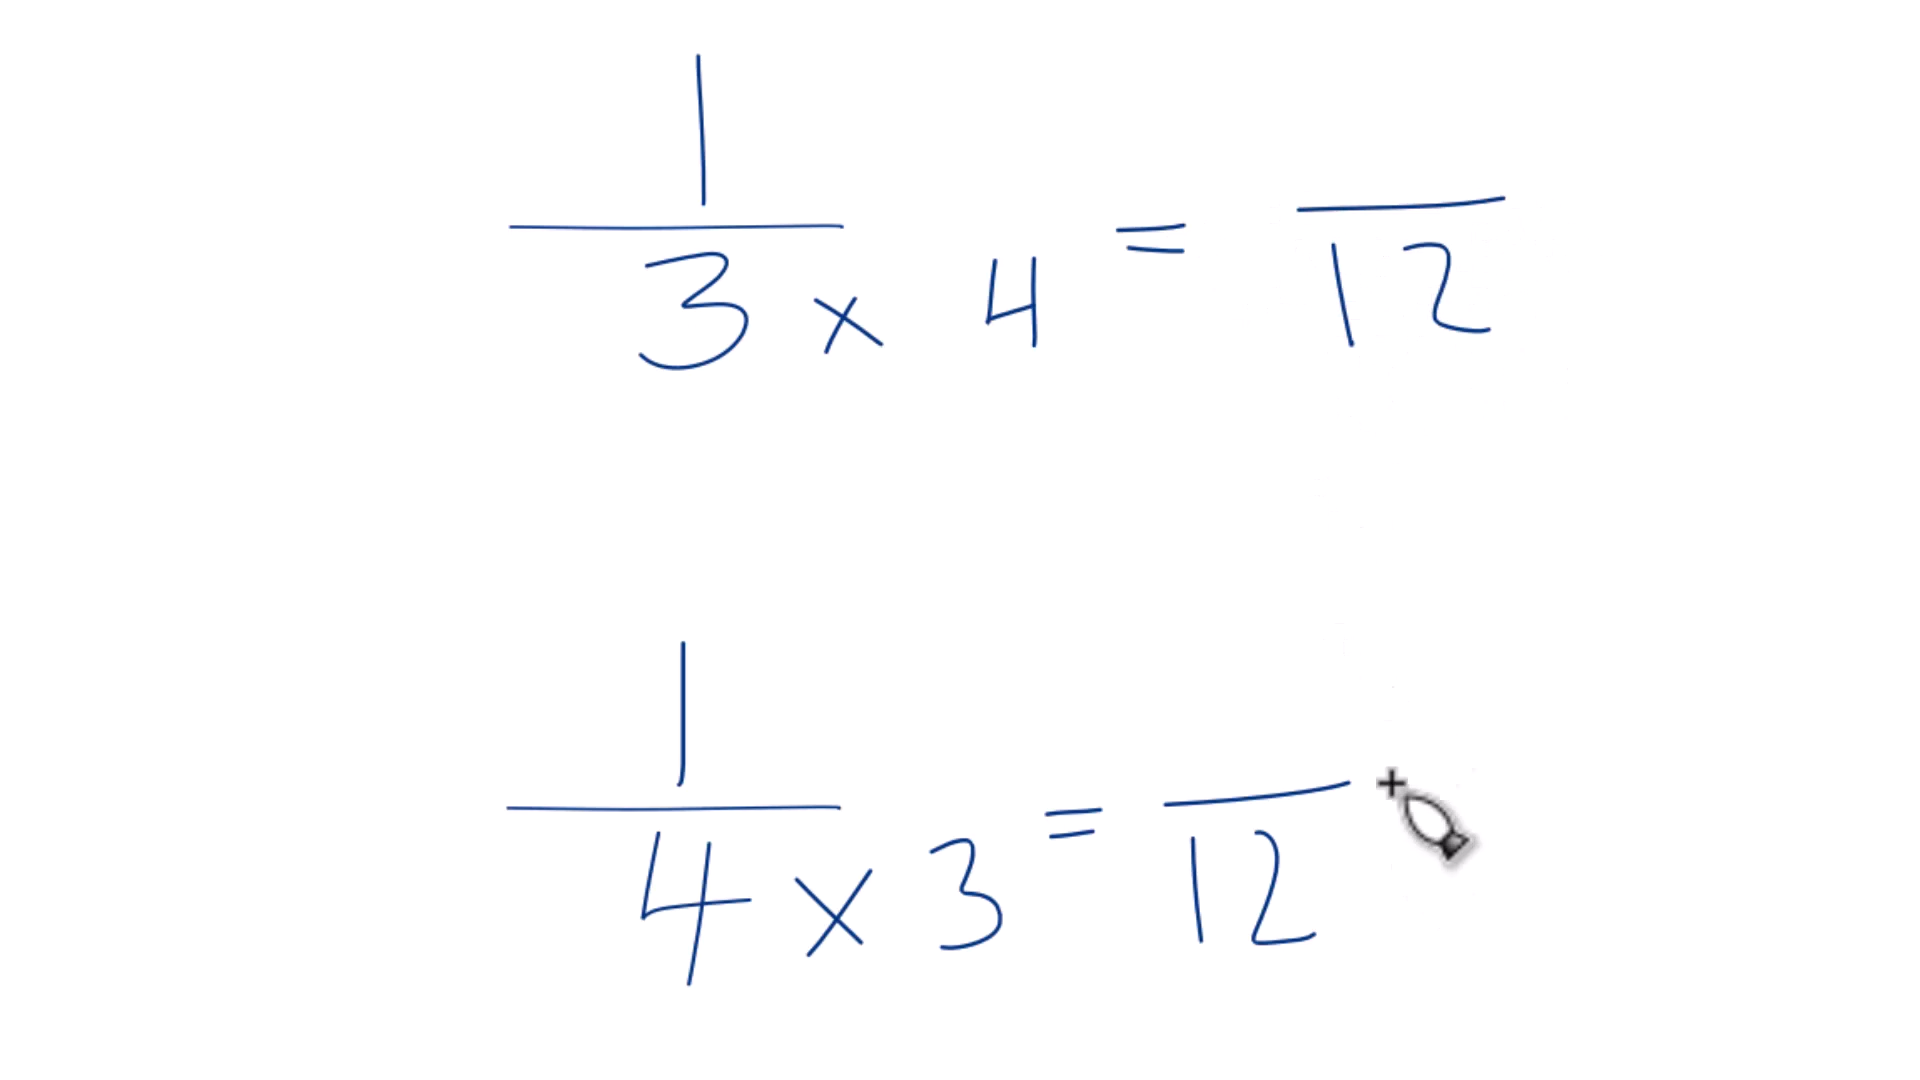 1
3 x 4 = 12
1
4 x 3 = 12